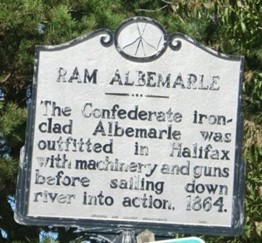 RAM ALBEMARLE
The Confederate iron-
clad Albemarle was
outfitted in Halifax
with machinery and guns
before sailing down
river into action, 1864.